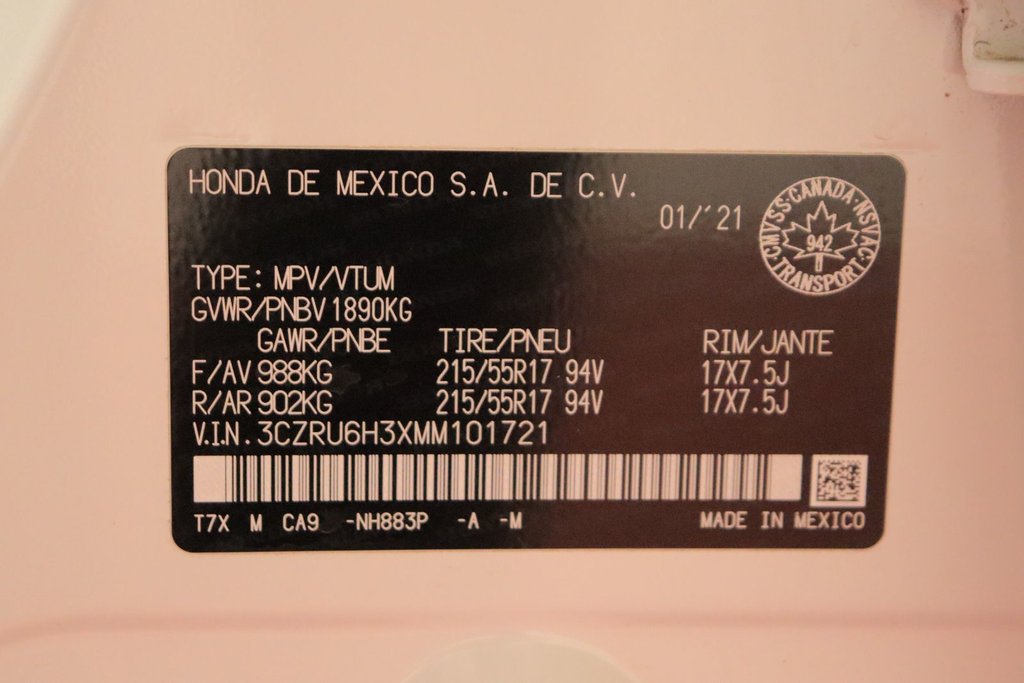 HONDA DE MEXICO S.A. DE C.V.
01/'21
CMVSS·CANADA·NSVAC·TRANSPORT·
942
TYPE: MPV/VTUM
GVWR/PNBV 1890KG
GAWR/PNBE TIRE/PNEU RIM/JANTE
F/AV 988KG 215/55R17 94V 17X7.5J
R/AR 902KG 215/55R17 94V 17X7.5J
V.I.N. 3CZRU6H3XMM101721
T7X M CA9 -NH883P -A -M MADE IN MEXICO